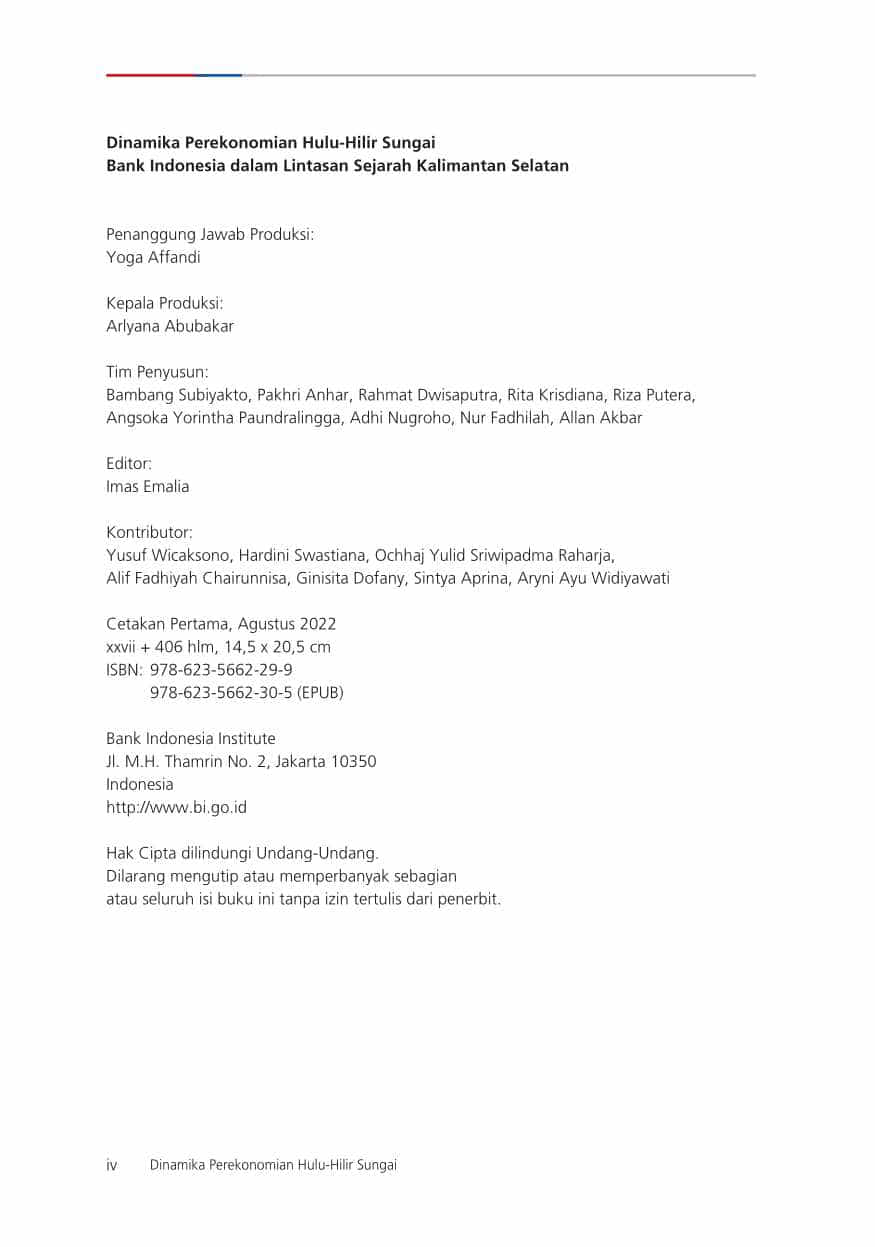 Dinamika Perekonomian Hulu-Hilir Sungai
Bank Indonesia dalam Lintasan Sejarah Kalimantan Selatan
Penanggung Jawab Produksi:
Yoga Affandi
Kepala Produksi:
Arlyana Abubakar
Tim Penyusun:
Bambang Subiyakto, Pakhri Anhar, Rahmat Dwisaputra, Rita Krisdiana, Riza Putera,
Angsoka Yorintha Paundralingga, Adhi Nugroho, Nur Fadhilah, Allan Akbar
Editor:
Imas Emalia
Kontributor:
Yusuf Wicaksono, Hardini Swastiana, Ochhaj Yulid Sriwipadma Raharja,
Alif Fadhiyah Chairunnisa, Ginisita Dofany, Sintya Aprina, Aryni Ayu Widiyawati
Cetakan Pertama, Agustus 2022
xxvii + 406 hlm, 14,5 x 20,5 cm
ISBN: 978-623-5662-29-9
978-623-5662-30-5 (EPUB)
Bank Indonesia Institute
Jl. M.H. Thamrin No. 2, Jakarta 10350
Indonesia
http://www.bi.go.id
Hak Cipta dilindungi Undang-Undang.
Dilarang mengutip atau memperbanyak sebagian
atau seluruh isi buku ini tanpa izin tertulis dari penerbit.
iv Dinamika Perekonomian Hulu-Hilir Sungai